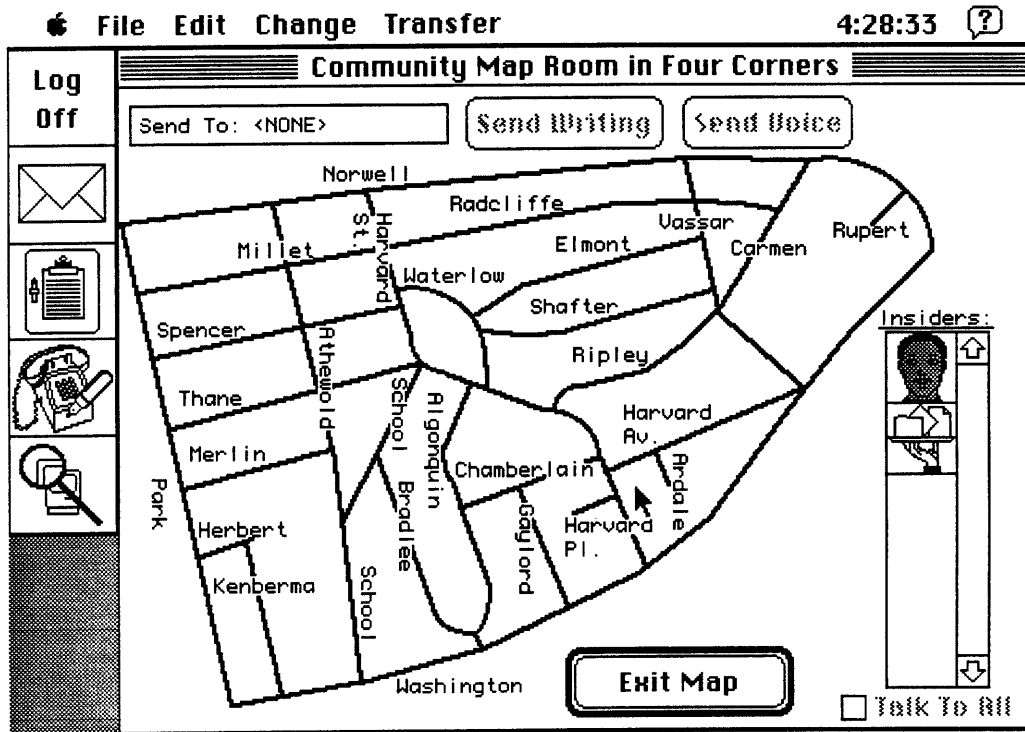 File Edit Change Transfer 4:28:33 ?
Community Map Room in Four Corners
Log
Off
Send To: <NONE>
Send Writing
Send Voice
Norwell
Radcliffe
Harvard
St.
Vassar
Rupert
Millet
Elmont
Carmen
Waterlow
Shafter
Spencer
Athewold
Ripley
Insiders:
Thane
School
Algonquin
Harvard
Av.
Merlin
Chamberlain
Ardale
Park
Bradlee
Gaylord
Harvard
Pl.
Herbert
Kenberma
School
Washington
Exit Map
Talk To All